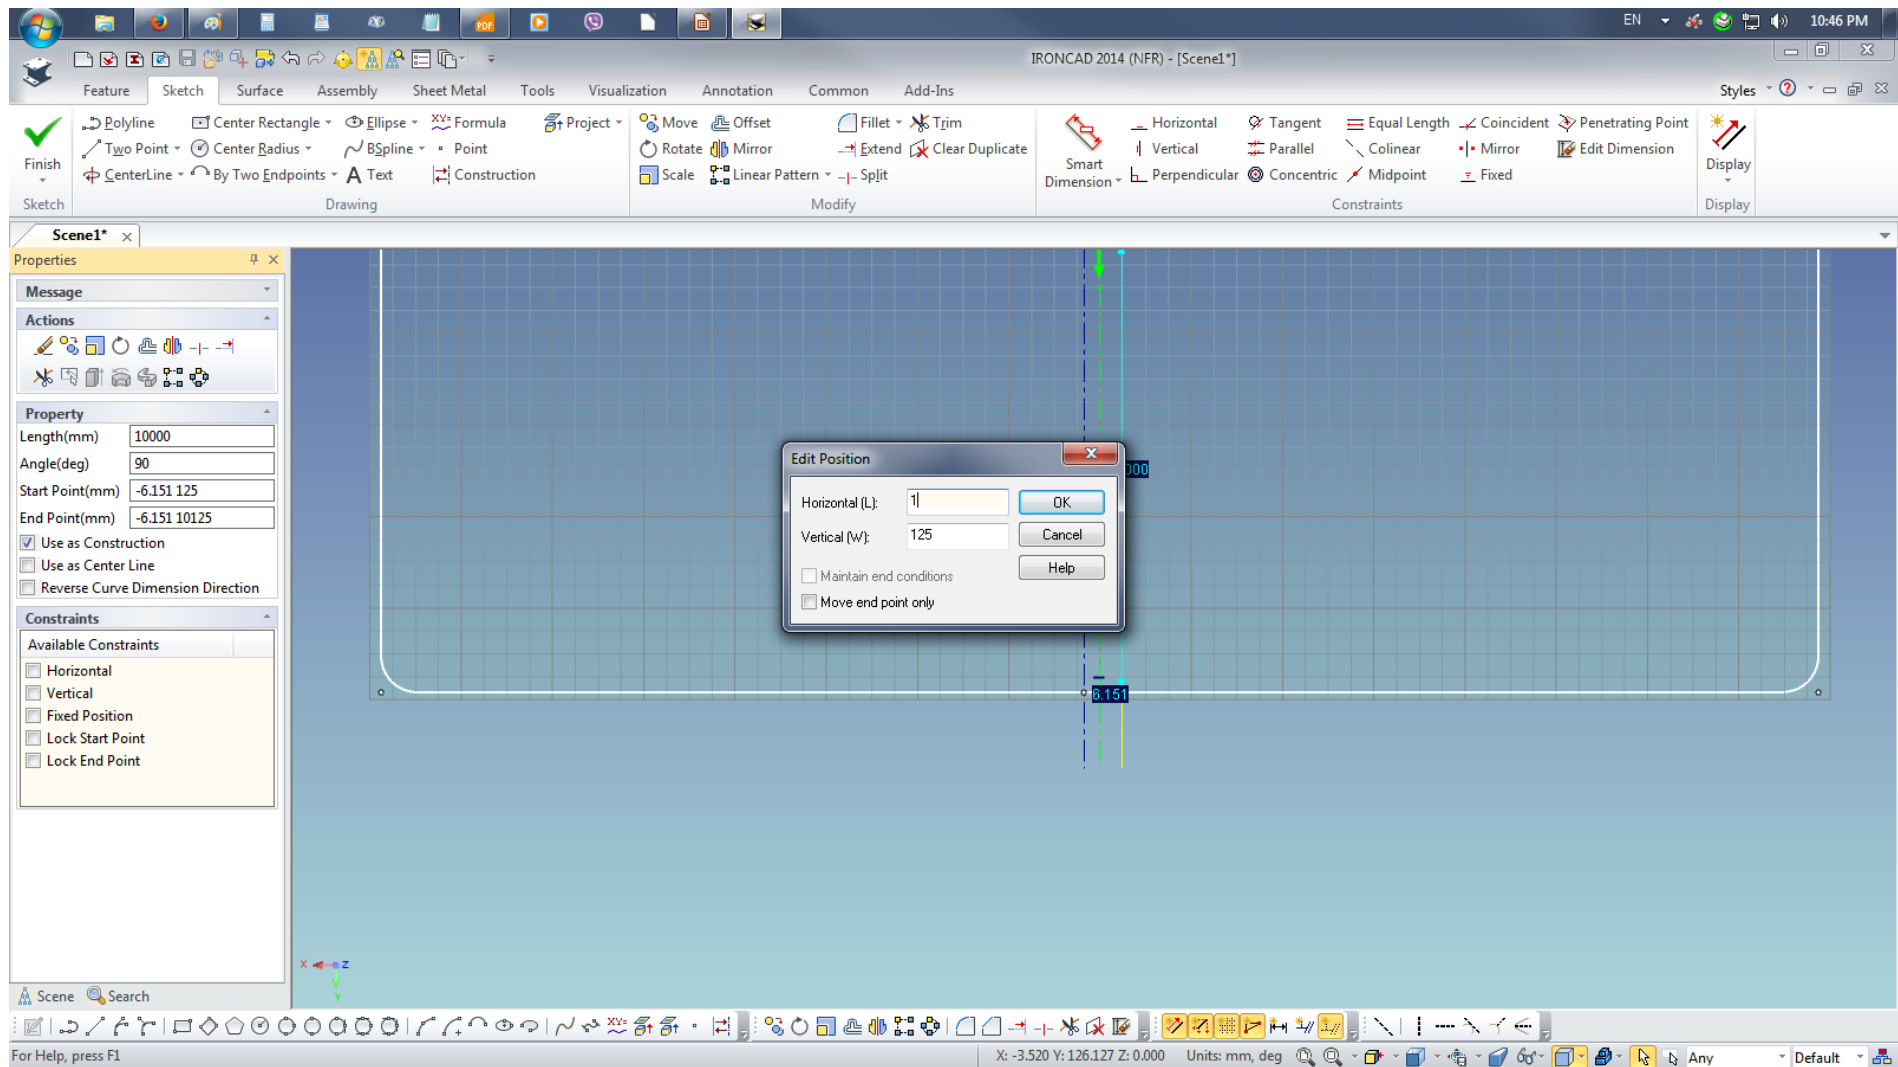 EN 10:46 PM
IRONCAD 2014 (NFR) - [Scene1*]
Feature Sketch Surface Assembly Sheet Metal Tools Visualization Annotation Common Add-Ins Styles
Polyline Center Rectangle Ellipse XY= Formula Project Move Offset Fillet Trim Horizontal Tangent Equal Length Coincident Penetrating Point
Two Point Center Radius BSpline Point Rotate Mirror Extend Clear Duplicate Vertical Parallel Colinear Mirror Edit Dimension
Finish Smart Dimension Display
CenterLine By Two Endpoints A Text Construction Scale Linear Pattern Split Perpendicular Concentric Midpoint Fixed
Sketch Drawing Modify Constraints Display
Scene1*
Properties
Message
Actions
Property
Length(mm) 10000
Angle(deg) 90
Start Point(mm) -6.151 125
End Point(mm) -6.151 10125
Use as Construction
Use as Center Line
Reverse Curve Dimension Direction
Constraints
Available Constraints
Horizontal
Vertical
Fixed Position
Lock Start Point
Lock End Point
Edit Position
Horizontal (L): 1 OK
Vertical (W): 125 Cancel
Help
Maintain end conditions
Move end point only
000
6.151
X Z
Y
Scene Search
For Help, press F1 X: -3.520 Y: 126.127 Z: 0.000 Units: mm, deg Any Default